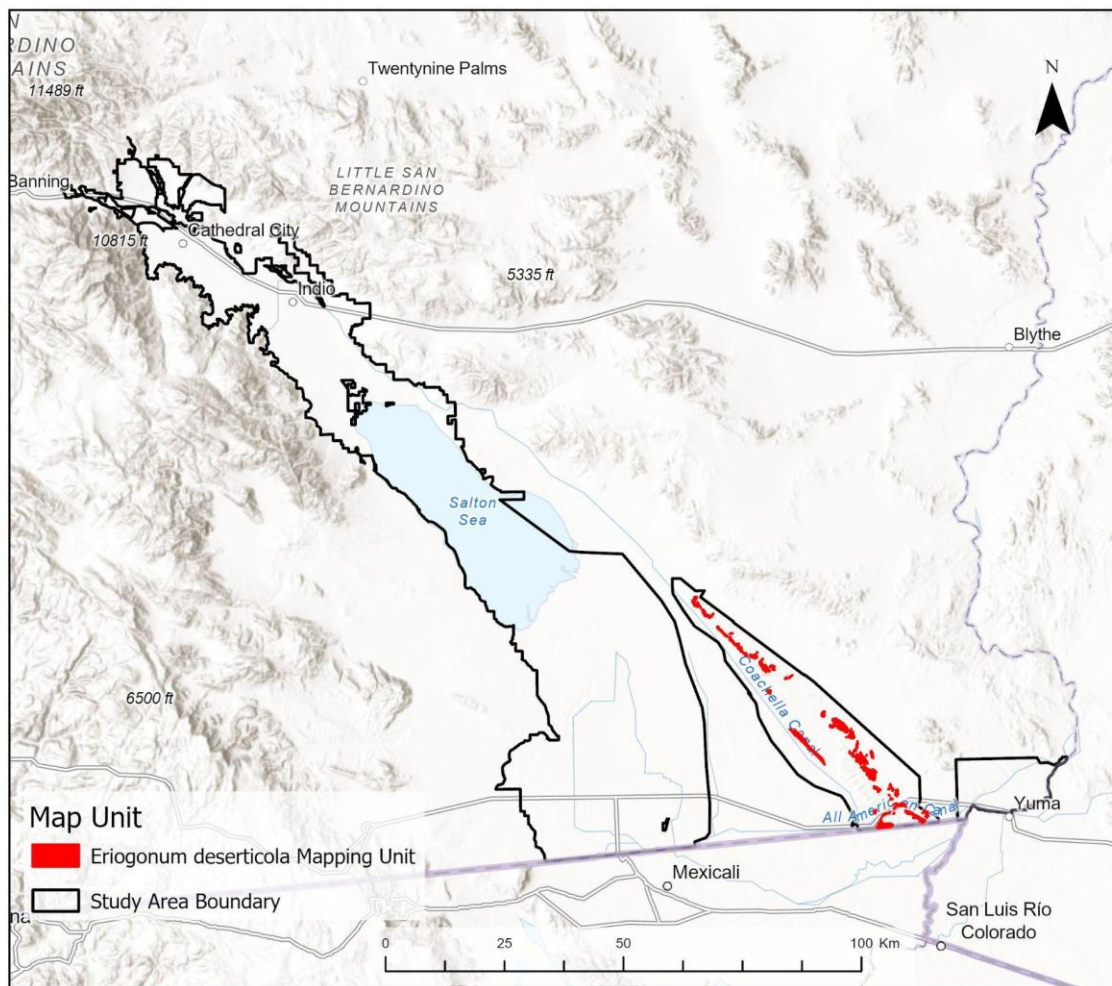 N
RDINO
AINS
11489 ft
Twentynine Palms
N
LITTLE SAN
BERNARDINO
MOUNTAINS
Banning
10815 ft
Cathedral City
5335 ft
Indio
Blythe
Salton
Sea
6500 ft
Coachella Canal
All American Canal
Yuma
Map Unit
Eriogonum deserticola Mapping Unit
Study Area Boundary
Mexicali
San Luis Río
Colorado
na
0 25 50 100 Km